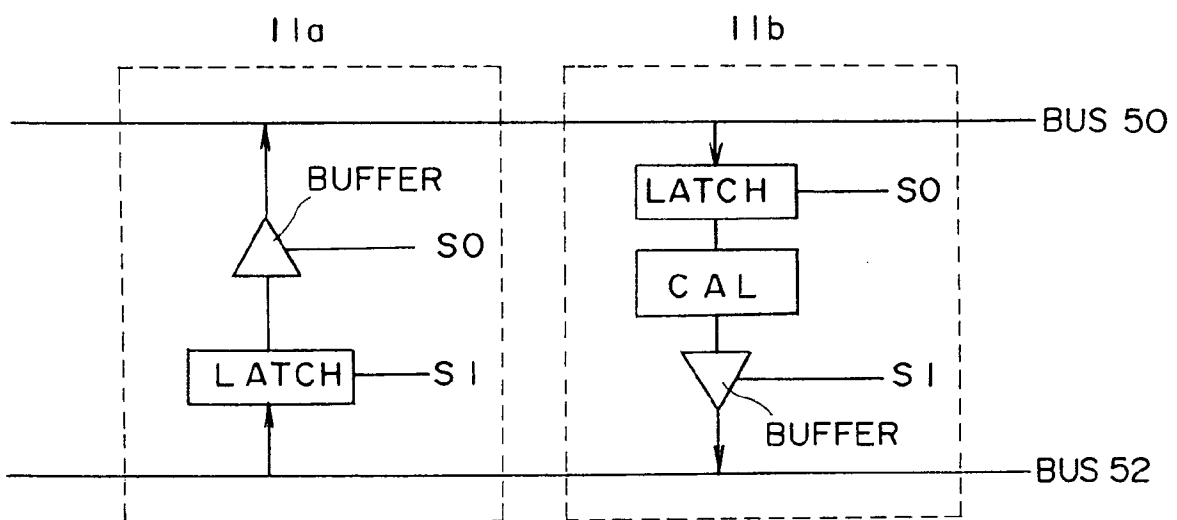 11a
11b
BUS 50
BUFFER
LATCH
S0
S0
CAL
LATCH
S1
S1
BUFFER
BUS 52